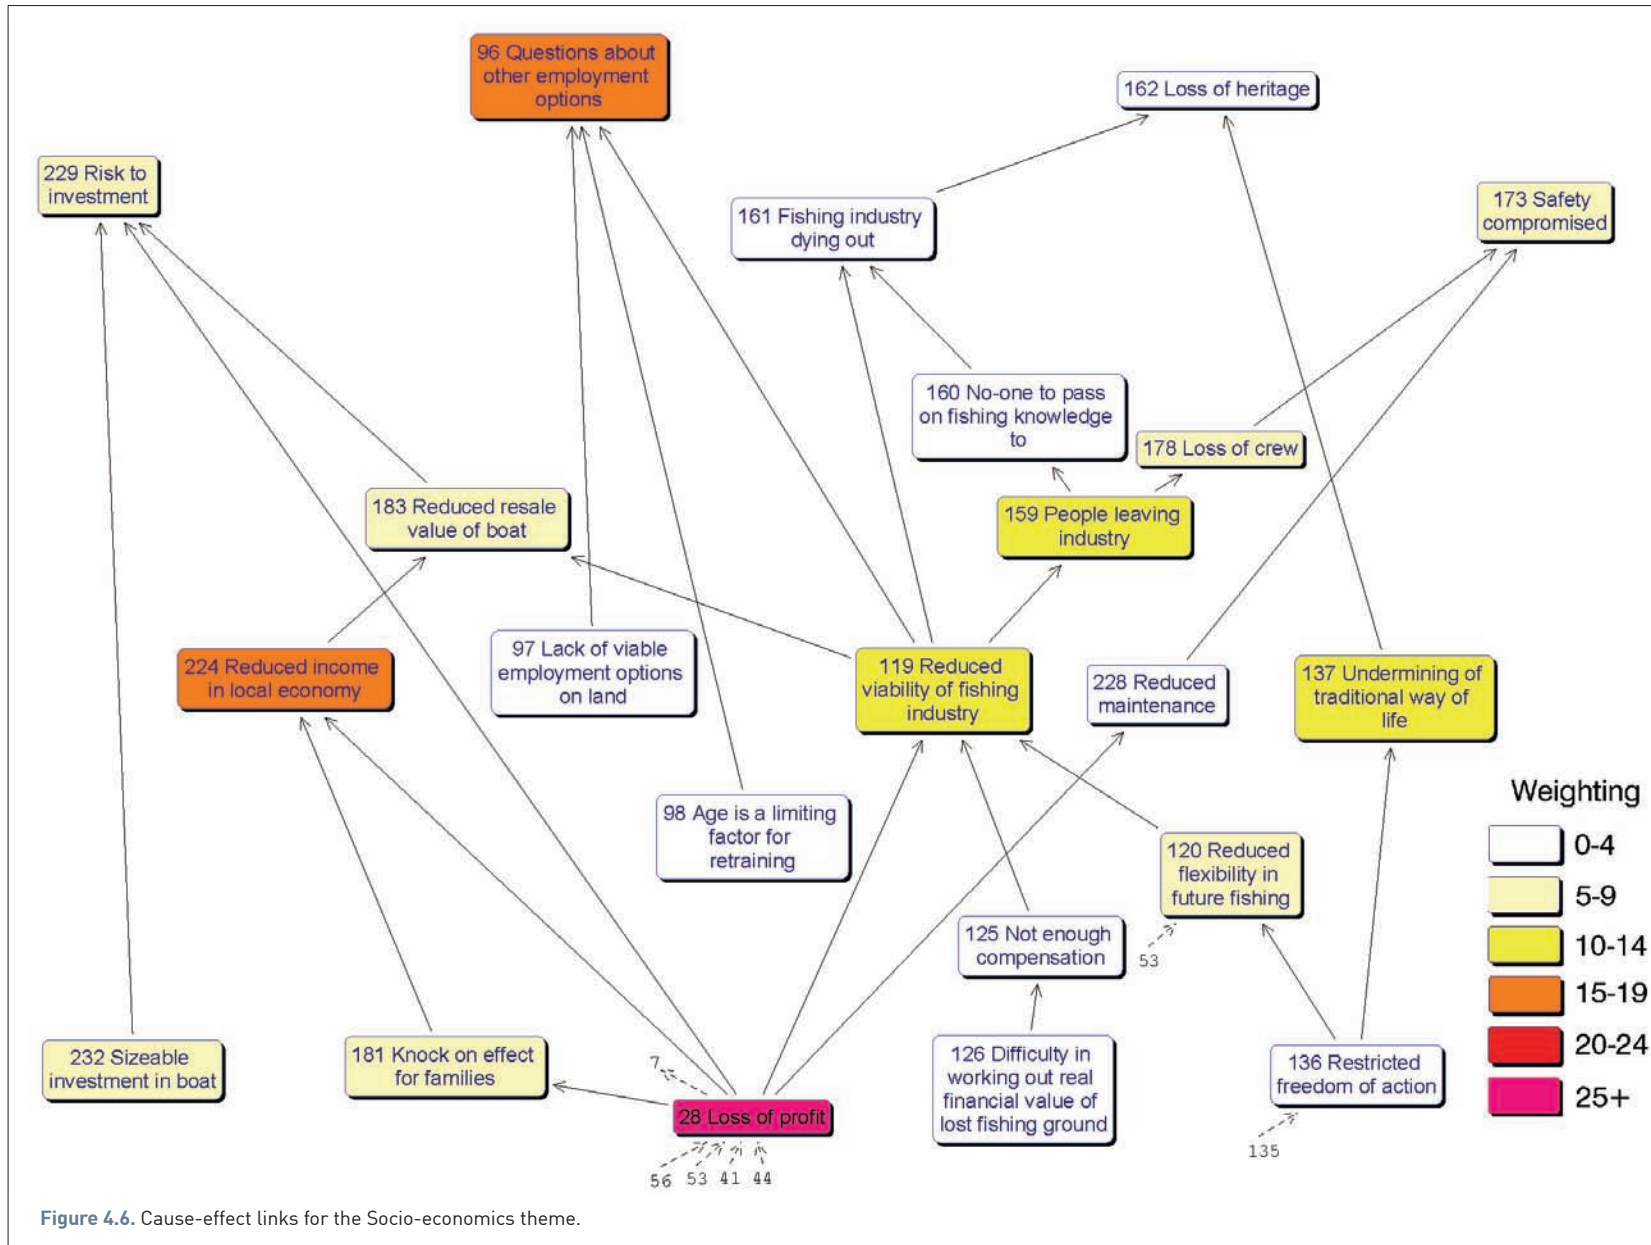 96 Questions about
other employment
options
162 Loss of heritage
229 Risk to
investment
161 Fishing industry
dying out
173 Safety
compromised
160 No-one to pass
on fishing knowledge
to
178 Loss of crew
183 Reduced resale
value of boat
159 People leaving
industry
97 Lack of viable
employment options
on land
224 Reduced income
in local economy
119 Reduced
viability of fishing
industry
228 Reduced
maintenance
137 Undermining of
traditional way of
life
98 Age is a limiting
factor for
retraining
120 Reduced
flexibility in
future fishing
125 Not enough
compensation
53
232 Sizeable
investment in boat
181 Knock on effect
for families
7
28 Loss of profit
56 53 41 44
126 Difficulty in
working out real
financial value of
lost fishing ground
136 Restricted
freedom of action
135
Weighting
0-4
5-9
10-14
15-19
20-24
25+
Figure 4.6. Cause-effect links for the Socio-economics theme.